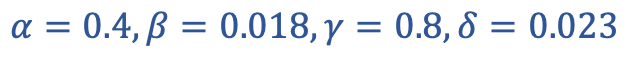 α = 0.4, β = 0.018, γ = 0.8, δ = 0.023